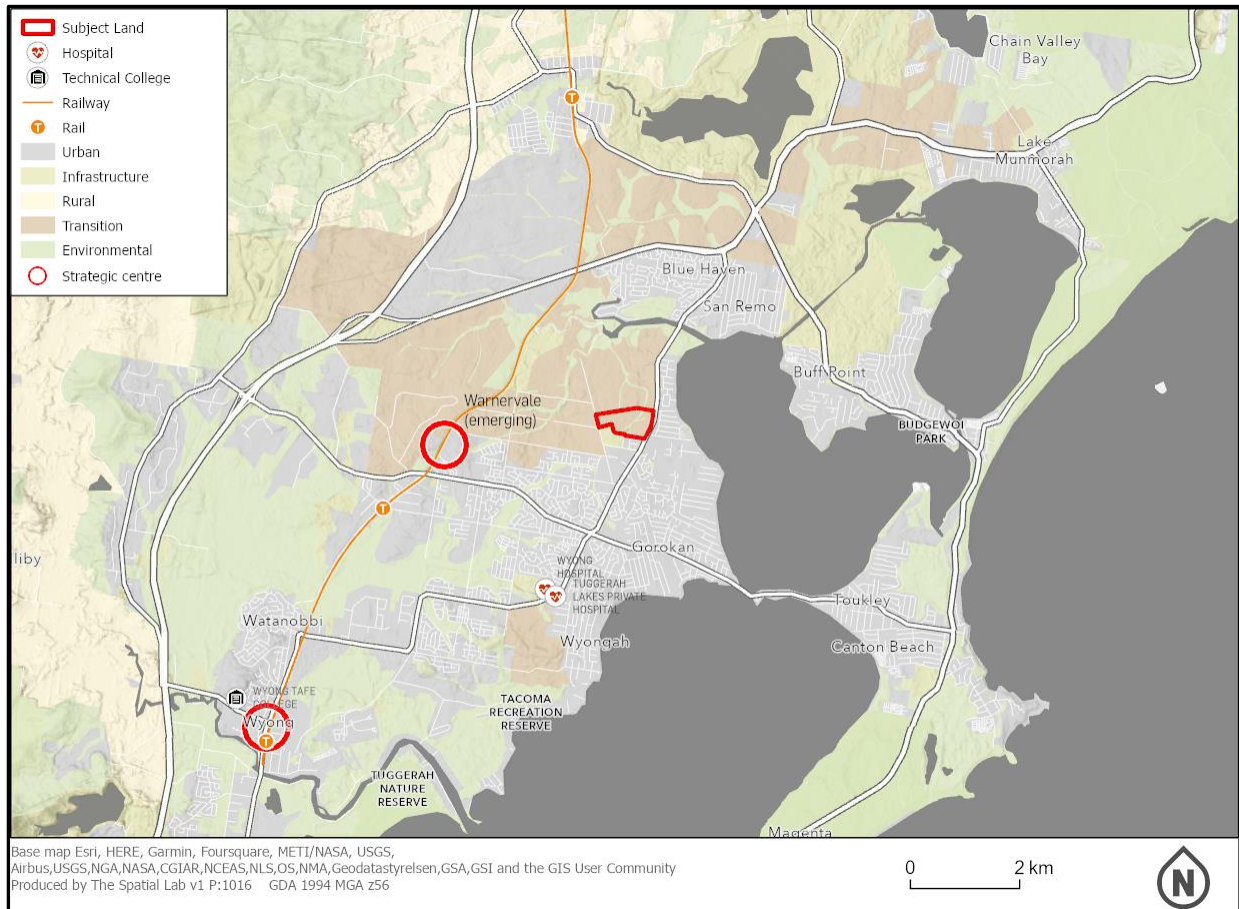 Subject Land
Hospital
Technical College
Railway
T
Rail
Urban
Infrastructure
Rural
Transition
Environmental
Strategic centre
Chain Valley
Bay
T
Lake
Munmorah
Blue Haven
San Remo
Buff Point
Warnervale
(emerging)
BUDGEWOI
PARK
T
liby
Gorokan
WYONG
HOSPITAL
TUGGERAH
LAKES PRIVATE
HOSPITAL
Toukley
Watanobbi
Wyongah
Canton Beach
WYONG TAFE
COLLEGE
Wyong
T
TACOMA
RECREATION
RESERVE
TUGGERAH
NATURE
RESERVE
Magenta
Base map Esri, HERE, Garmin, Foursquare, METI/NASA, USGS,
Airbus,USGS,NGA,NASA,CGIAR,NCEAS,NLS,OS,NMA,Geodatastyrelsen,GSA,GSI and the GIS User Community
Produced by The Spatial Lab v1 P:1016 GDA 1994 MGA z56
0 2 km
N